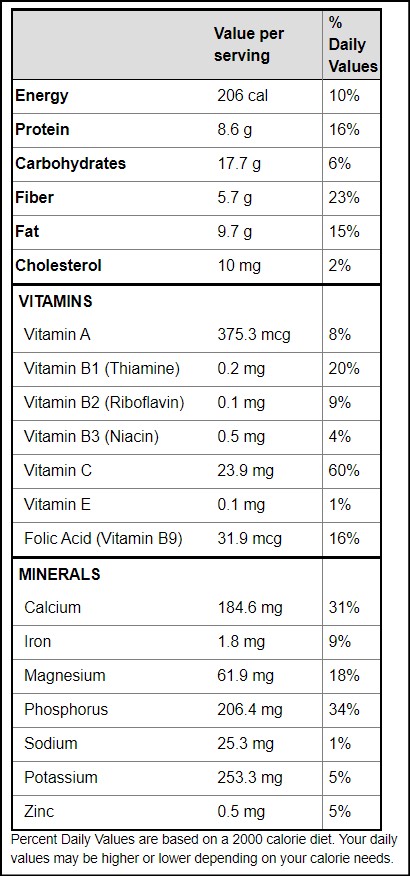 Value per serving % Daily Values
Energy 206 cal 10%
Protein 8.6 g 16%
Carbohydrates 17.7 g 6%
Fiber 5.7 g 23%
Fat 9.7 g 15%
Cholesterol 10 mg 2%
VITAMINS
Vitamin A 375.3 mcg 8%
Vitamin B1 (Thiamine) 0.2 mg 20%
Vitamin B2 (Riboflavin) 0.1 mg 9%
Vitamin B3 (Niacin) 0.5 mg 4%
Vitamin C 23.9 mg 60%
Vitamin E 0.1 mg 1%
Folic Acid (Vitamin B9) 31.9 mcg 16%
MINERALS
Calcium 184.6 mg 31%
Iron 1.8 mg 9%
Magnesium 61.9 mg 18%
Phosphorus 206.4 mg 34%
Sodium 25.3 mg 1%
Potassium 253.3 mg 5%
Zinc 0.5 mg 5%
Percent Daily Values are based on a 2000 calorie diet. Your daily
values may be higher or lower depending on your calorie needs.